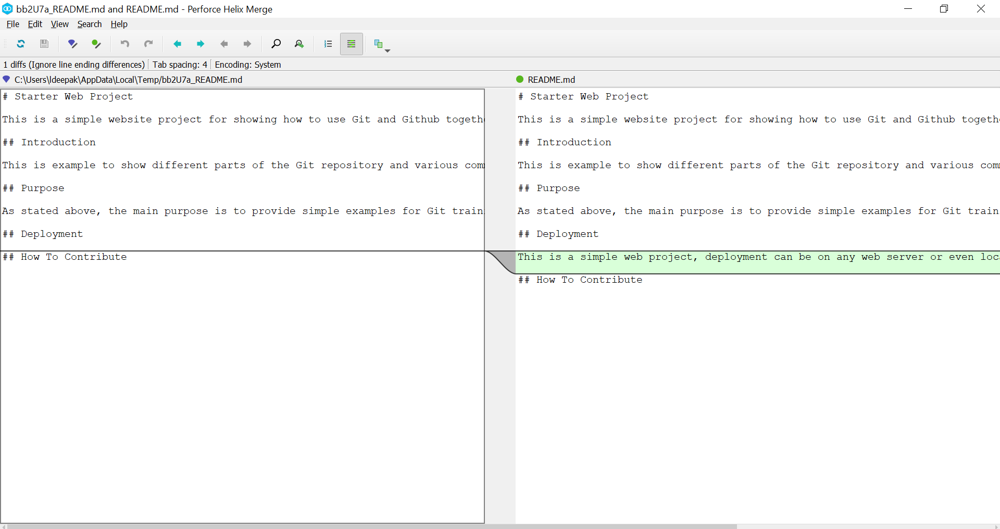 bb2U7a_README.md and README.md - Perforce Helix Merge
File Edit View Search Help
1 diffs (Ignore line ending differences) Tab spacing: 4 Encoding: System
C:\Users\ldeepak\AppData\Local\Temp/bb2U7a_README.md
# Starter Web Project
This is a simple website project for showing how to use Git and Github togeth
## Introduction
This is example to show different parts of the Git repository and various com
## Purpose
As stated above, the main purpose is to provide simple examples for Git train
## Deployment
## How To Contribute
README.md
# Starter Web Project
This is a simple website project for showing how to use Git and Github togeth
## Introduction
This is example to show different parts of the Git repository and various com
## Purpose
As stated above, the main purpose is to provide simple examples for Git train
## Deployment
This is a simple web project, deployment can be on any web server or even loc
## How To Contribute